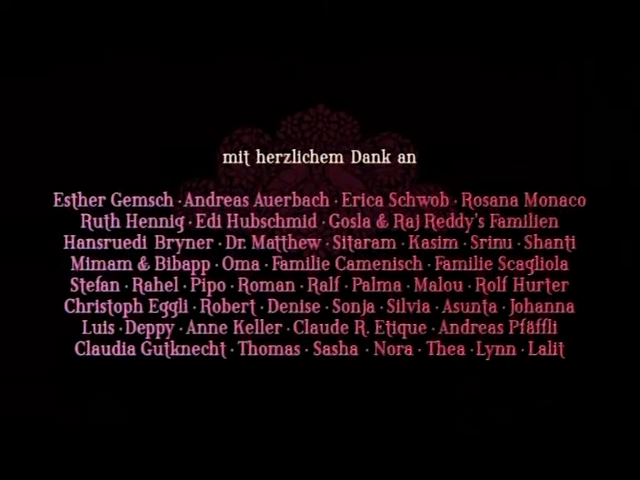 mit herzlichem Dank an
Esther Gemsch · Andreas Auerbach · Erica Schwob · Rosana Monaco
Ruth Hennig · Edi Hubschmid · Gosla & Raj Reddy's Familien
Hansruedi Bryner · Dr. Matthew · Sitaram · Kasim · Srinu · Shanti
Mimam & Bibapp · Oma · Familie Camenisch · Familie Scagliola
Stefan · Rahel · Pipo · Roman · Ralf · Palma · Malou · Rolf Hurter
Christoph Eggli · Robert · Denise · Sonja · Silvia · Asunta · Johanna
Luis · Deppy · Anne Keller · Claude R. Etique · Andreas Pfäffli
Claudia Gutknecht · Thomas · Sasha · Nora · Thea · Lynn · Lalit